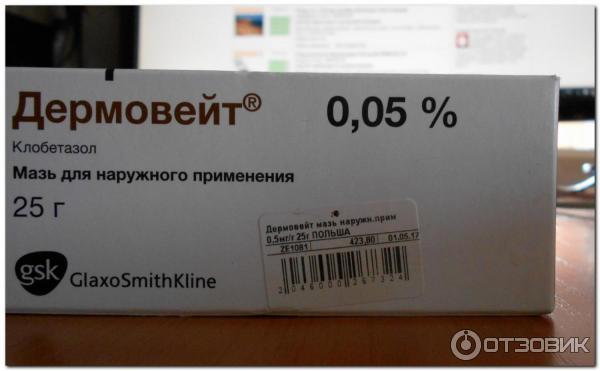 Дермовейт® 0,05 %
Клобетазол
Мазь для наружного применения
25 г
gsk GlaxoSmithKline
Дермовейт мазь наружн.прим
0.5мг/г 25г ПОЛЬША
ZE1081 423,80 01.05.17
2046000267324
ОТЗОВИК